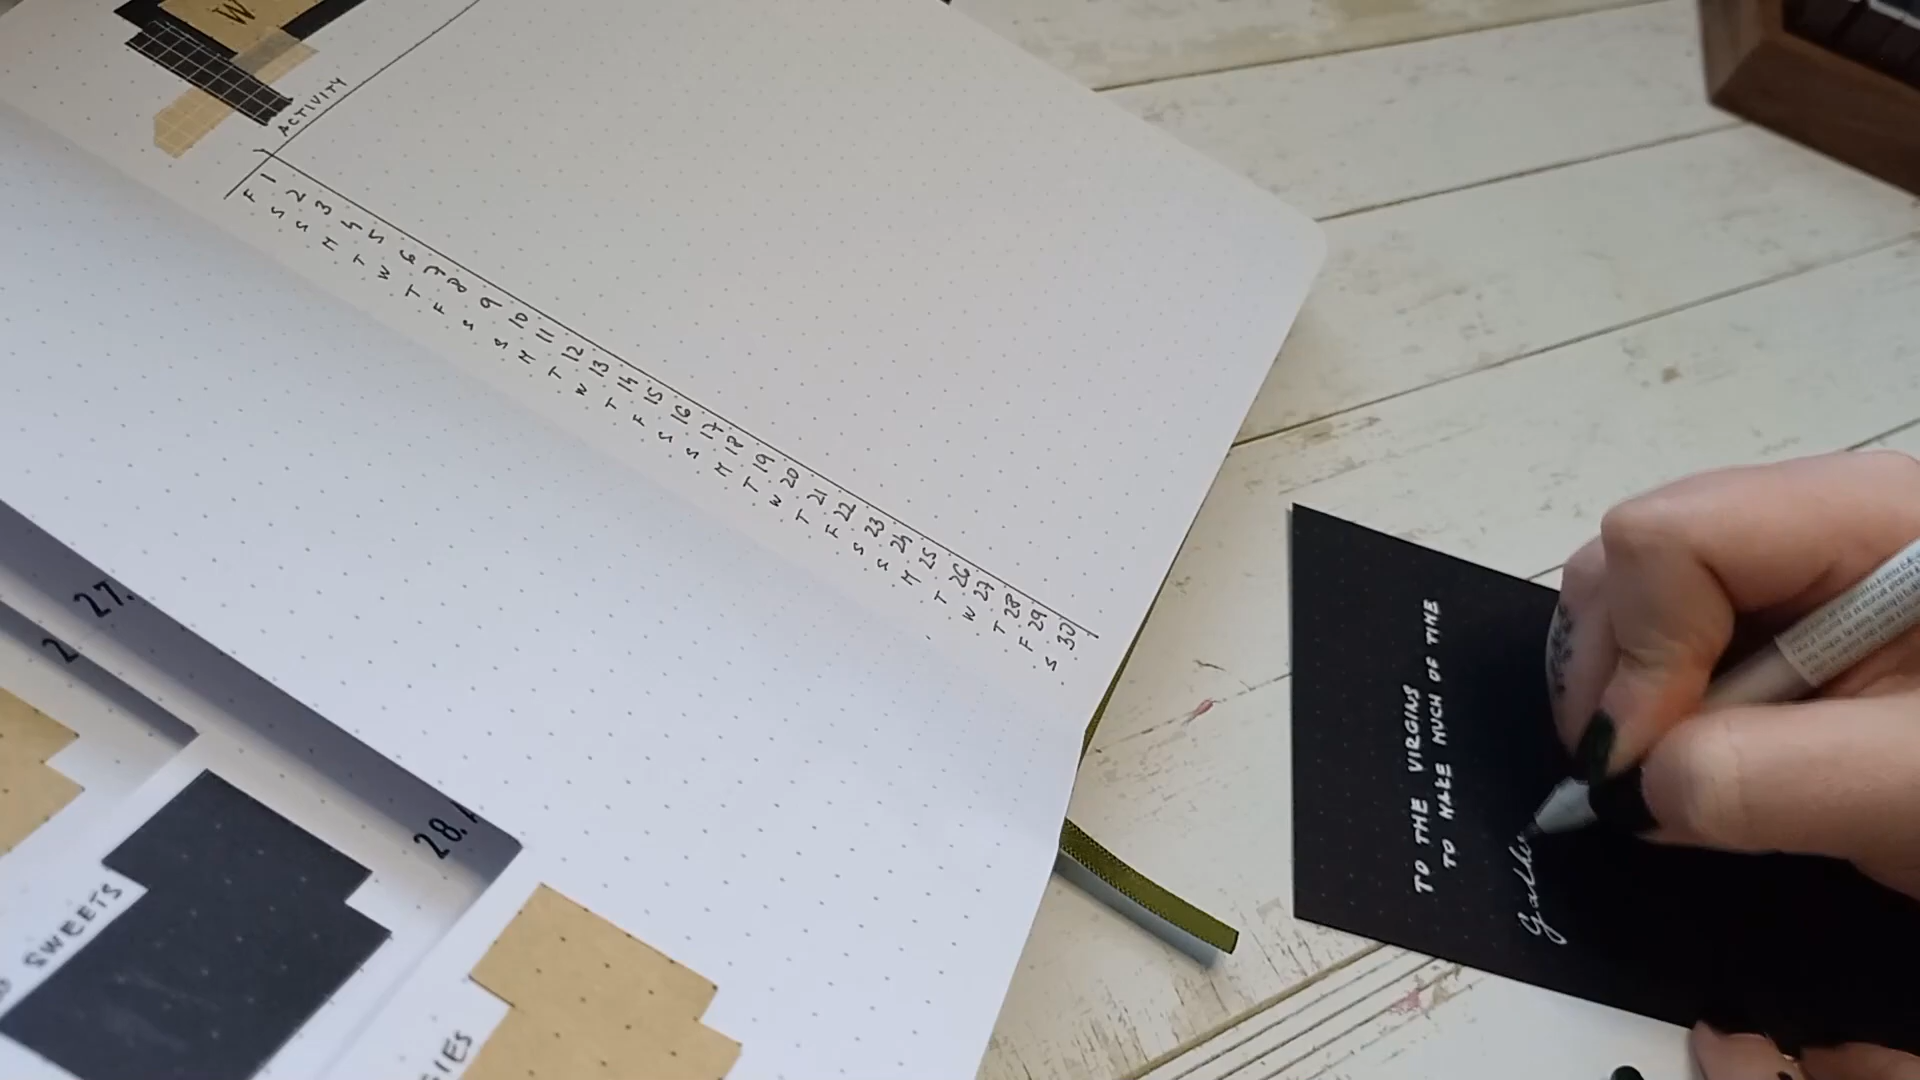 W
ACTIVITY
1 2 3 4 5 6 7 8 9 10 11 12 13 14 15 16 17 18 19 20 21 22 23 24 25 26 27 28 29 30
F S S M T W T F S S M T W T F S S M T W T F S S M T W T F S
27.
2
28.
SWEETS
TO THE VIRGINS
TO MAKE MUCH OF TIME
Gathe